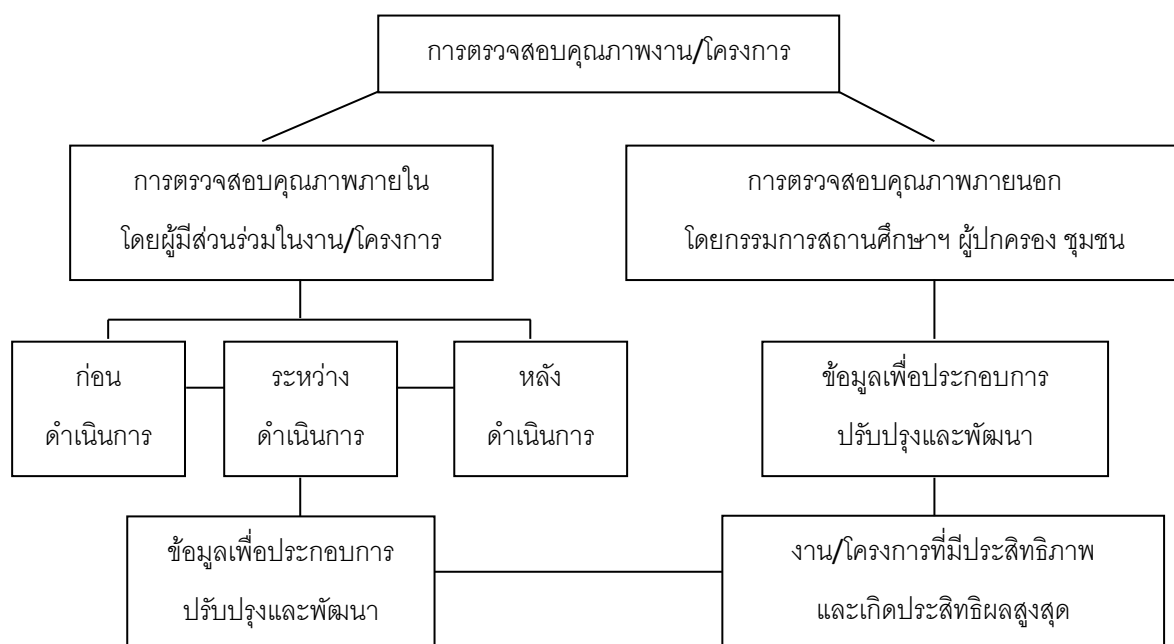 การตรวจสอบคุณภาพงาน/โครงการ
การตรวจสอบคุณภาพภายใน
โดยผู้มีส่วนร่วมในงาน/โครงการ
การตรวจสอบคุณภาพภายนอก
โดยกรรมการสถานศึกษาฯ ผู้ปกครอง ชุมชน
ก่อน
ดำเนินการ
ระหว่าง
ดำเนินการ
หลัง
ดำเนินการ
ข้อมูลเพื่อประกอบการ
ปรับปรุงและพัฒนา
ข้อมูลเพื่อประกอบการ
ปรับปรุงและพัฒนา
งาน/โครงการที่มีประสิทธิภาพ
และเกิดประสิทธิผลสูงสุด